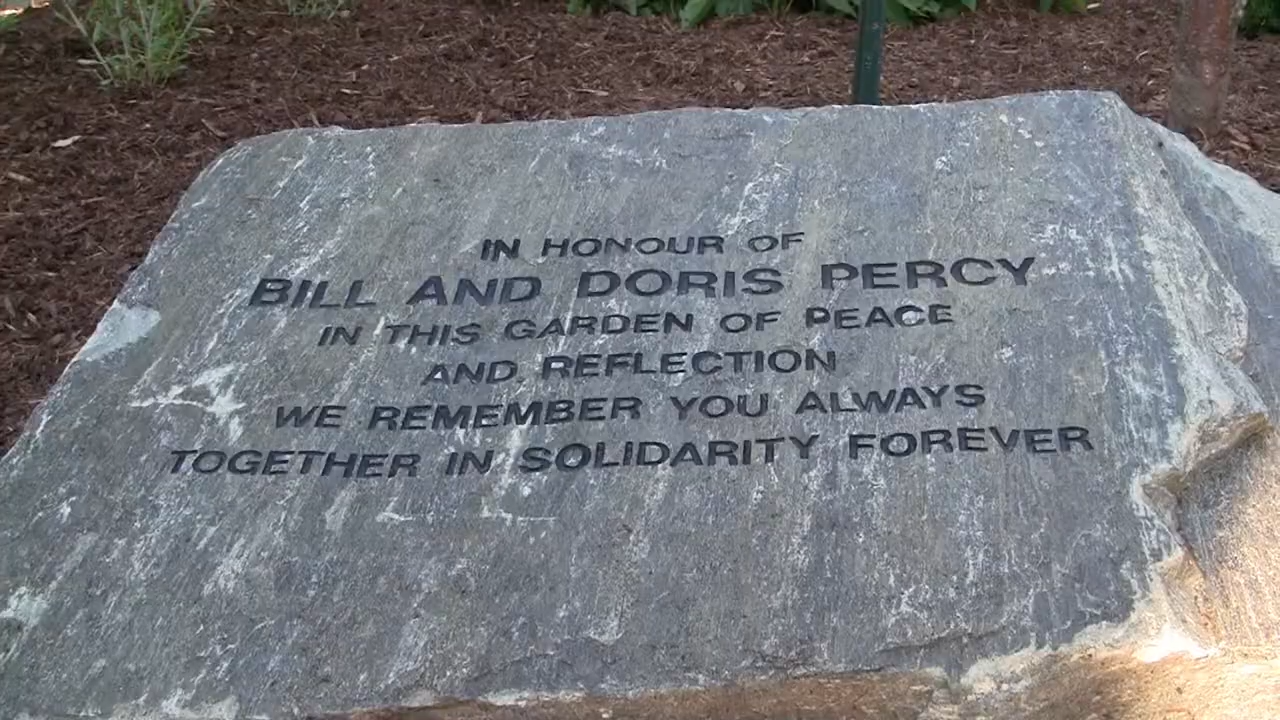 IN HONOUR OF
BILL AND DORIS PERCY
IN THIS GARDEN OF PEACE
AND REFLECTION
WE REMEMBER YOU ALWAYS
TOGETHER IN SOLIDARITY FOREVER